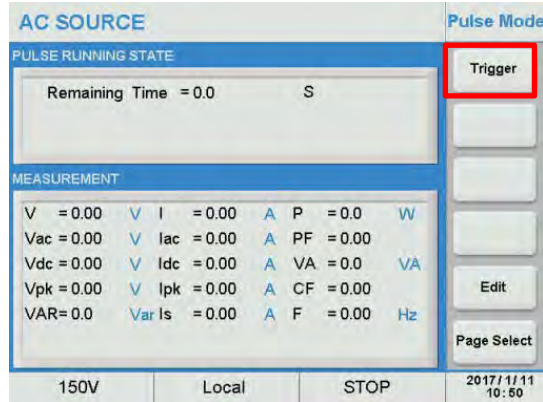 AC SOURCE
Pulse Mode
PULSE RUNNING STATE
Remaining Time = 0.0 S
Trigger
MEASUREMENT
V = 0.00 V I = 0.00 A P = 0.0 W
Vac = 0.00 V Iac = 0.00 A PF = 0.00
Vdc = 0.00 V Idc = 0.00 A VA = 0.0 VA
Vpk = 0.00 V Ipk = 0.00 A CF = 0.00
VAR= 0.0 Var Is = 0.00 A F = 0.00 Hz
Edit
Page Select
150V Local STOP 2017/1/11
10:50